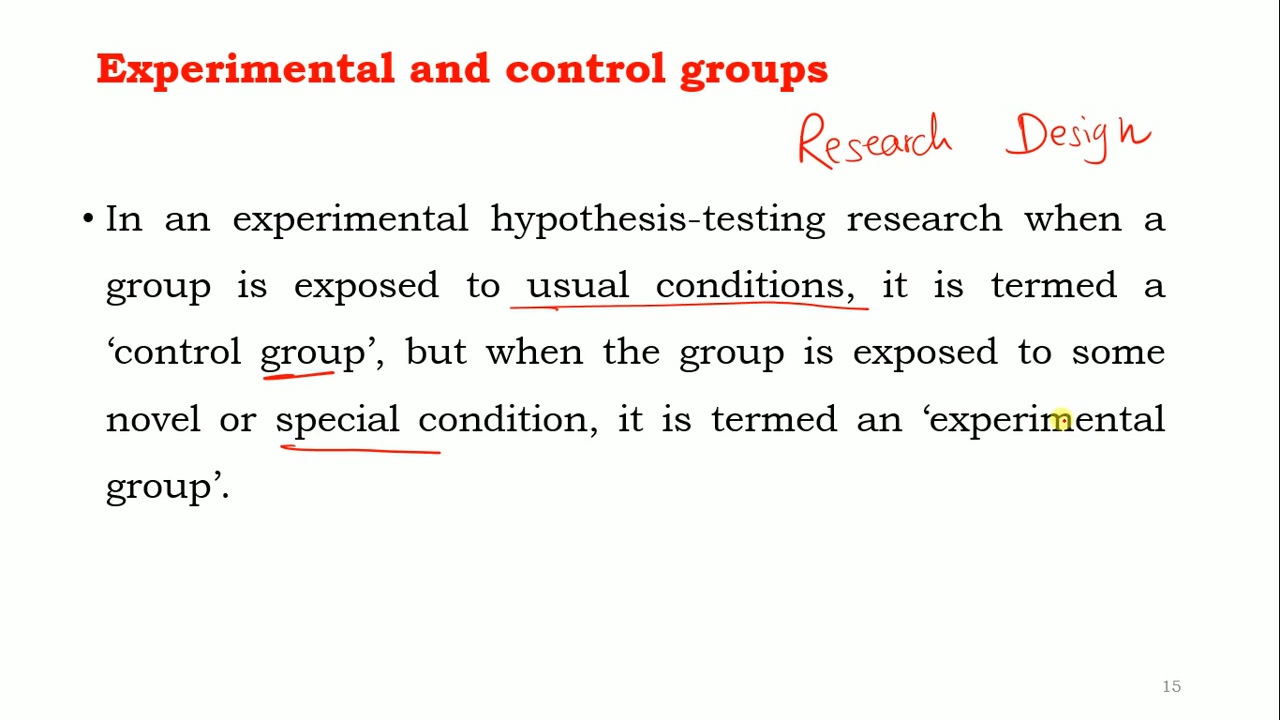 Experimental and control groups
Research Design
• In an experimental hypothesis-testing research when a
group is exposed to usual conditions, it is termed a
‘control group’, but when the group is exposed to some
novel or special condition, it is termed an ‘experimental
group’.
15